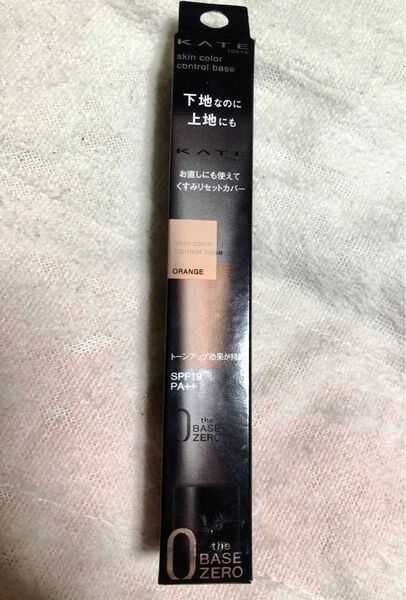 KATE
TOKYO
skin color
control base
下地なのに
上地にも
KATE
TOKYO
お直しにも使えて
くすみリセットカバー
skin color
control base
ORANGE
トーンアップ効果が持続
SPF19
PA++
0 the
BASE
ZERO
0 the
BASE
ZERO